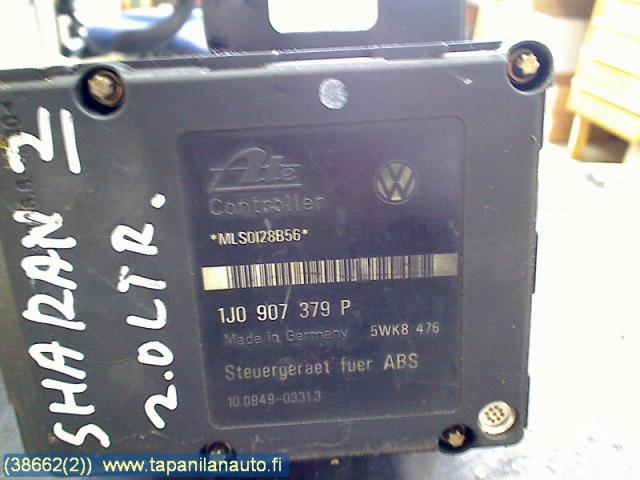 Ate
Controller
*MLS0128B56*
1J0 907 379 P
Made in Germany 5WK8 476
Steuergeraet fuer ABS
10.0949-0331.3
SHARAN 2
2.0 LTR.
(38662(2)) www.tapanilanauto.fi